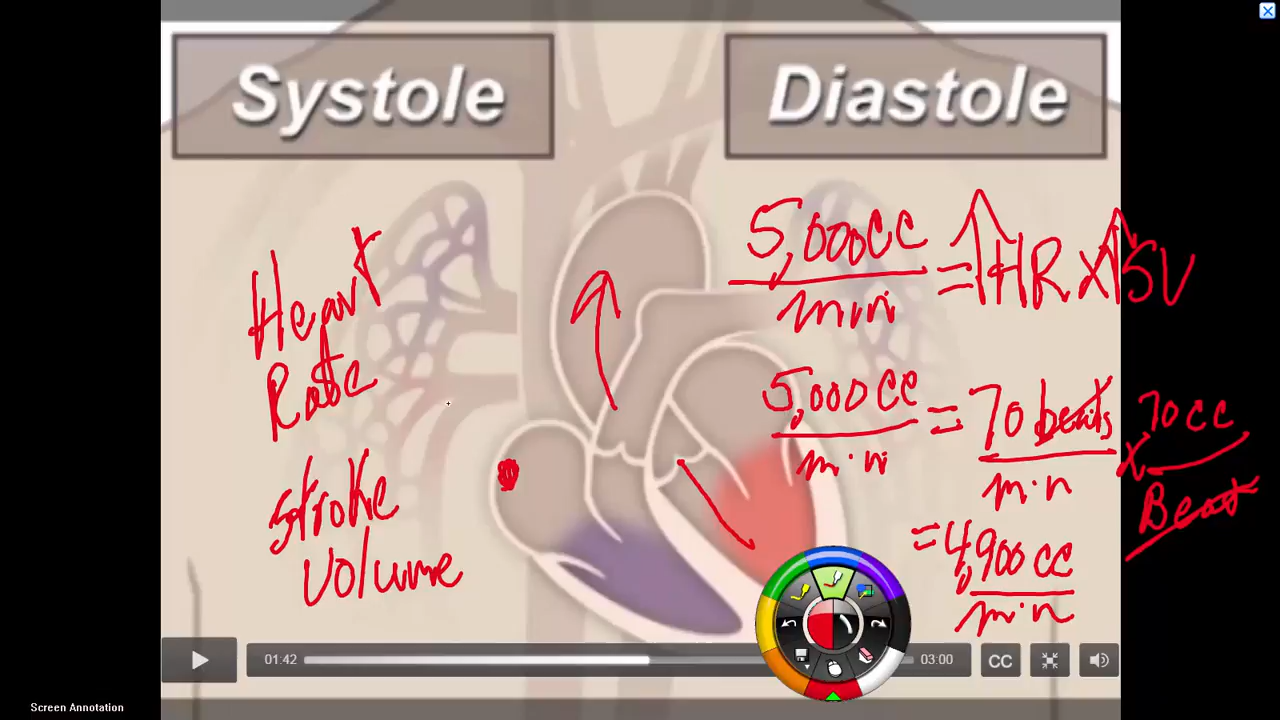 Systole
Diastole
5,000cc
min
= HR x SV
Heart
Rate
5,000cc
min
= 70 beats
min
x 70cc
Beat
stroke
volume
= 4,900cc
min
01:42
03:00
CC
Screen Annotation